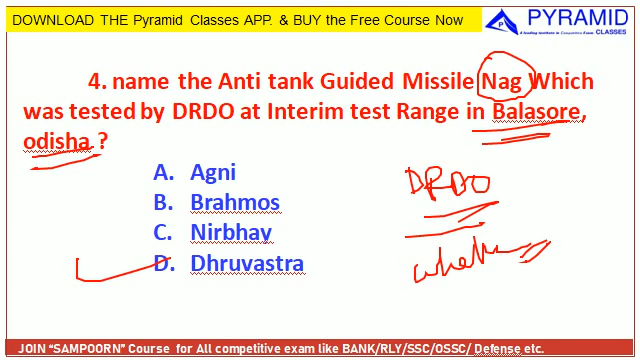 DOWNLOAD THE Pyramid Classes APP. & BUY the Free Course Now
PYRAMID
CLASSES
4. name the Anti tank Guided Missile Nag Which
was tested by DRDO at Interim test Range in Balasore,
odisha ?
A. Agni
B. Brahmos
DRDO
C. Nirbhay
D. Dhruvastra
JOIN “SAMPOORN” Course for All competitive exam like BANK/RLY/SSC/OSSC/ Defense etc.